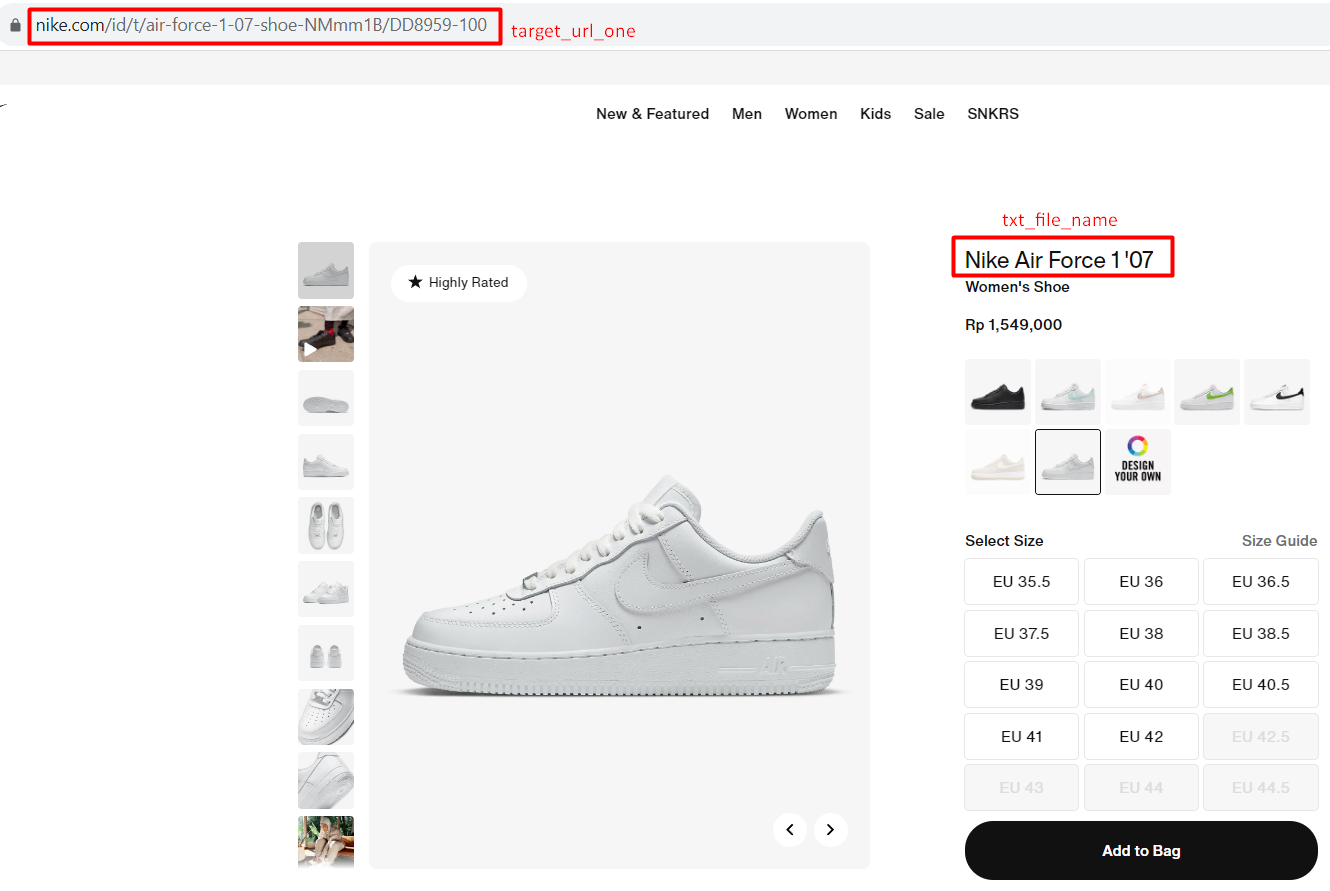 nike.com/id/t/air-force-1-07-shoe-NMmm1B/DD8959-100 target_url_one
New & Featured Men Women Kids Sale SNKRS
txt_file_name
Nike Air Force 1 '07
Women's Shoe
Rp 1,549,000
★ Highly Rated
DESIGN
YOUR OWN
AIR
Select Size Size Guide
EU 35.5 EU 36 EU 36.5
EU 37.5 EU 38 EU 38.5
EU 39 EU 40 EU 40.5
EU 41 EU 42 EU 42.5
EU 43 EU 44 EU 44.5
Add to Bag